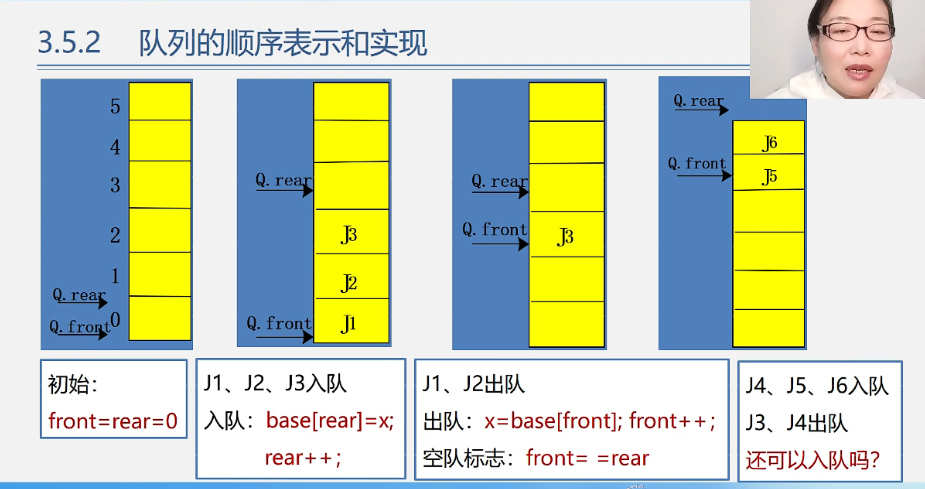 3.5.2 队列的顺序表示和实现
5
4
3
2
1
0
Q.rear
Q.front
Q.rear
J3
J2
Q.front
J1
Q.rear
Q.front
J3
Q.rear
J6
Q.front
J5
初始：
front=rear=0
J1、J2、J3入队
入队：base[rear]=x;
rear++;
J1、J2出队
出队：x=base[front]; front++;
空队标志：front= =rear
J4、J5、J6入队
J3、J4出队
还可以入队吗？